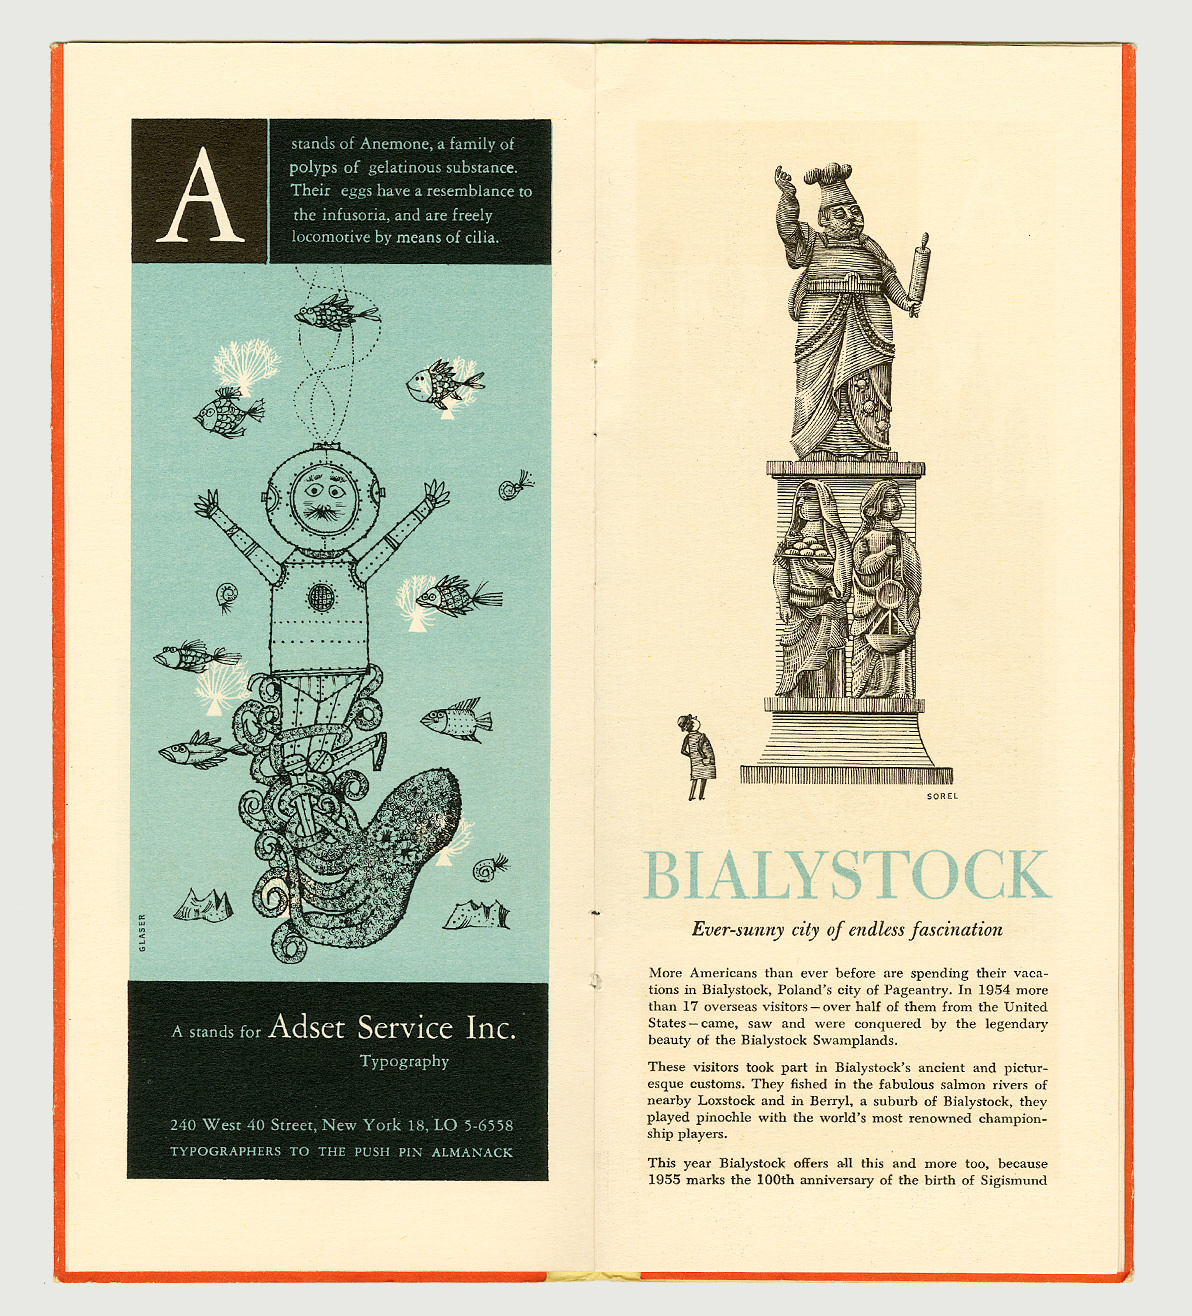 A
stands of Anemone, a family of
polyps of gelatinous substance.
Their eggs have a resemblance to
the infusoria, and are freely
locomotive by means of cilia.
GLASER
A stands for Adset Service Inc.
Typography
240 West 40 Street, New York 18, LO 5-6558
TYPOGRAPHERS TO THE PUSH PIN ALMANACK
SOREL
BIALYSTOCK
Ever-sunny city of endless fascination
More Americans than ever before are spending their vaca-
tions in Bialystock, Poland's city of Pageantry. In 1954 more
than 17 overseas visitors—over half of them from the United
States—came, saw and were conquered by the legendary
beauty of the Bialystock Swamplands.
These visitors took part in Bialystock's ancient and pictur-
esque customs. They fished in the fabulous salmon rivers of
nearby Loxstock and in Berryl, a suburb of Bialystock, they
played pinochle with the world's most renowned champion-
ship players.
This year Bialystock offers all this and more too, because
1955 marks the 100th anniversary of the birth of Sigismund